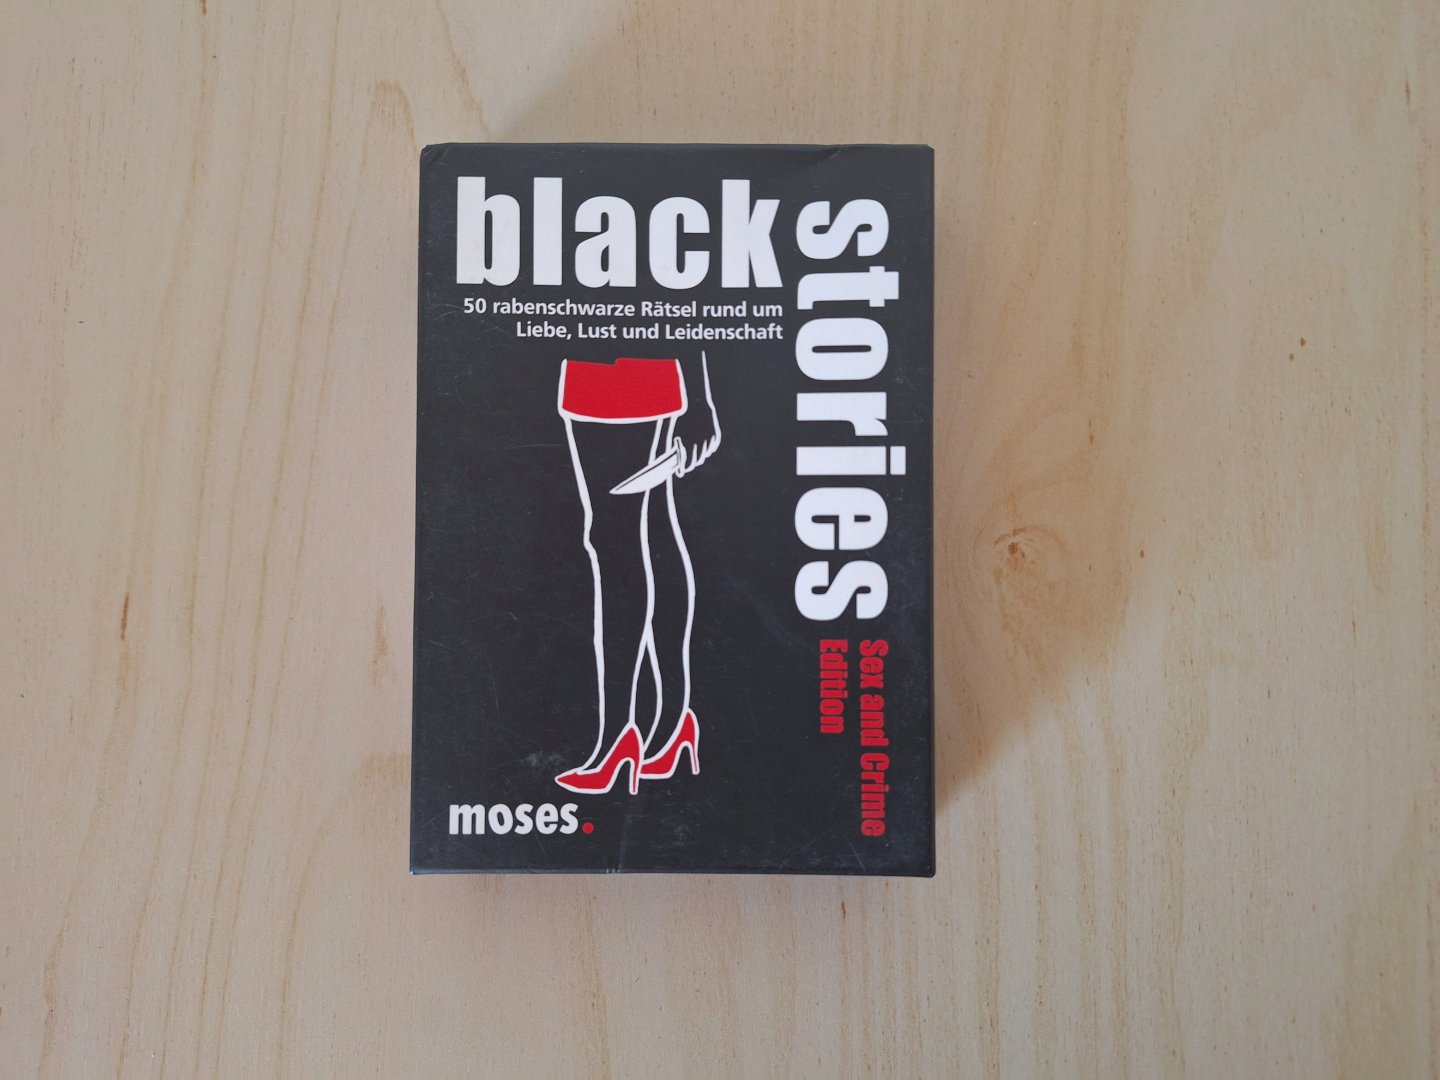 black
stories
50 rabenschwarze Rätsel rund um
Liebe, Lust und Leidenschaft
Sex and Crime
Edition
moses.